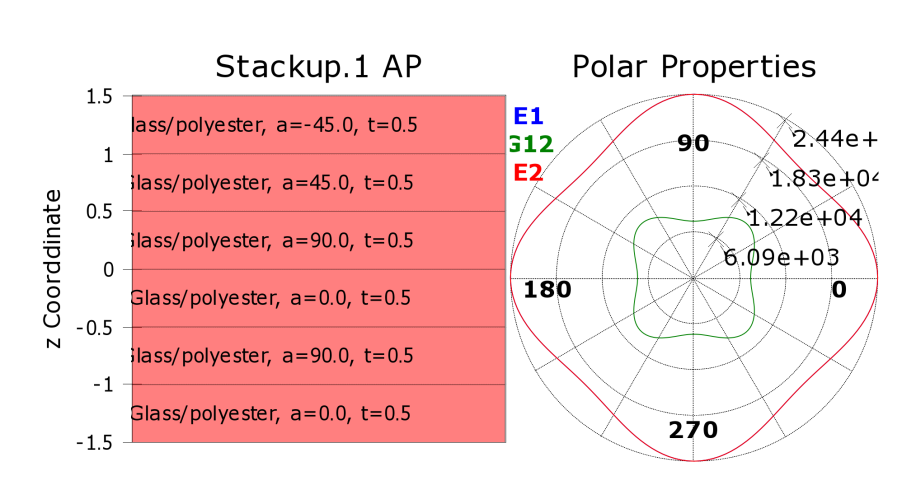 Stackup.1 AP
1.5
1
0.5
0
-0.5
-1
-1.5
z Coorddinate
lass/polyester, a=-45.0, t=0.5
lass/polyester, a=45.0, t=0.5
lass/polyester, a=90.0, t=0.5
Glass/polyester, a=0.0, t=0.5
lass/polyester, a=90.0, t=0.5
Glass/polyester, a=0.0, t=0.5
Polar Properties
E1
G12
E2
90
180
0
270
2.44e+
1.83e+04
1.22e+04
6.09e+03